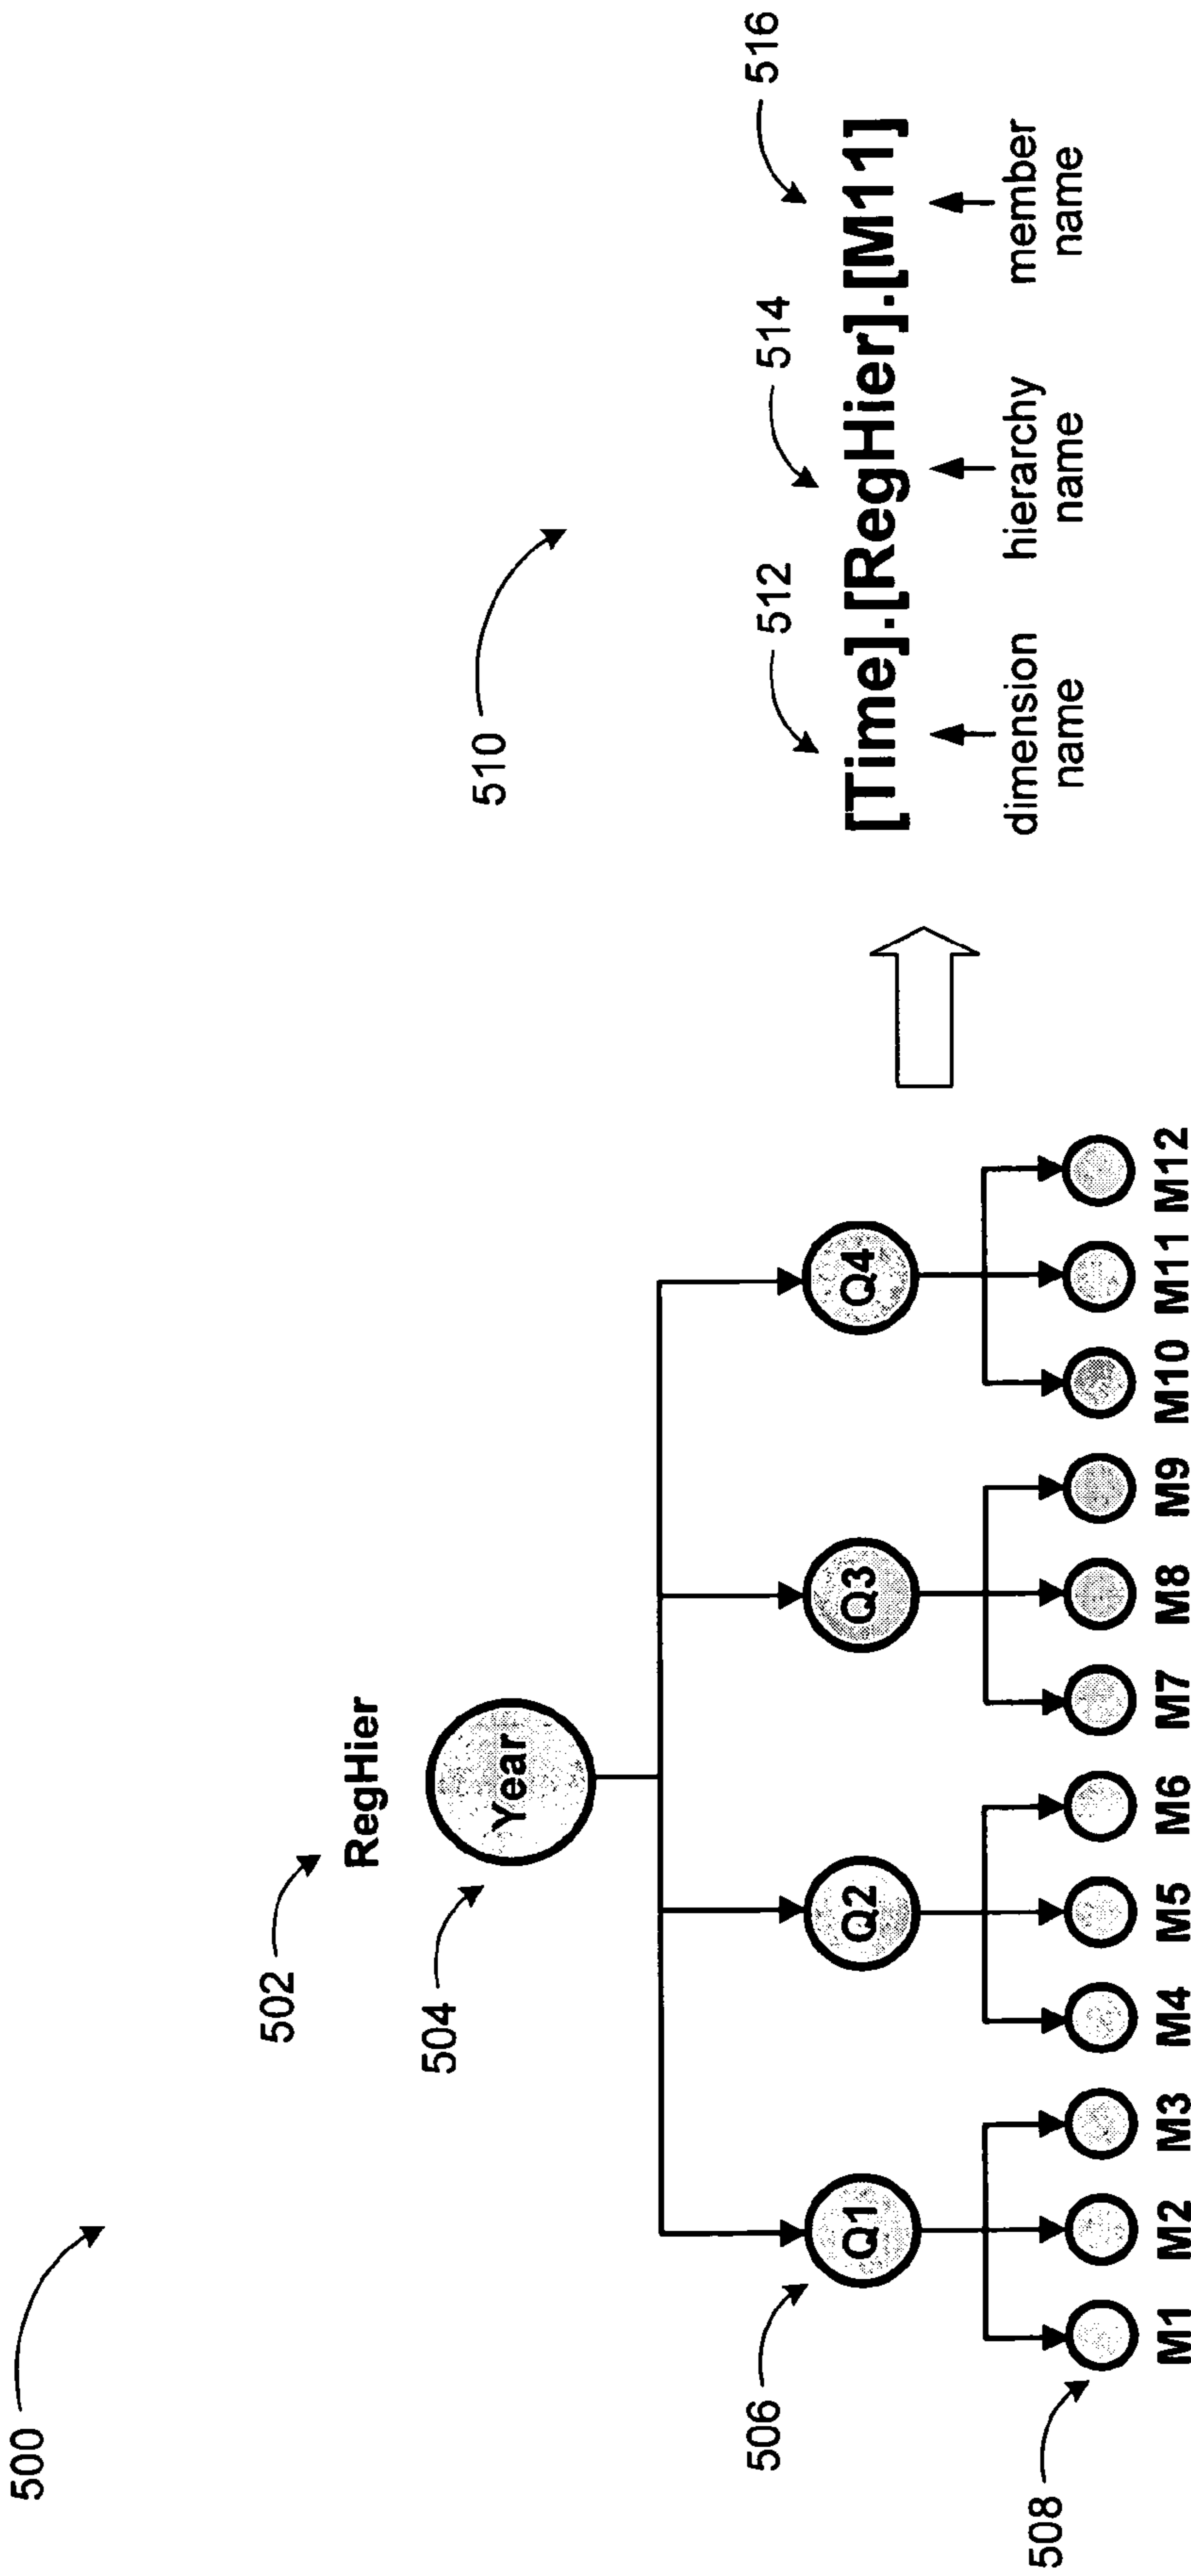 500
502
RegHier
504
Year
506
Q1 Q2 Q3 Q4
508
M1 M2 M3 M4 M5 M6 M7 M8 M9 M10 M11 M12
510
512 514 516
[Time].[RegHier].[M11]
dimension name
hierarchy name
member name